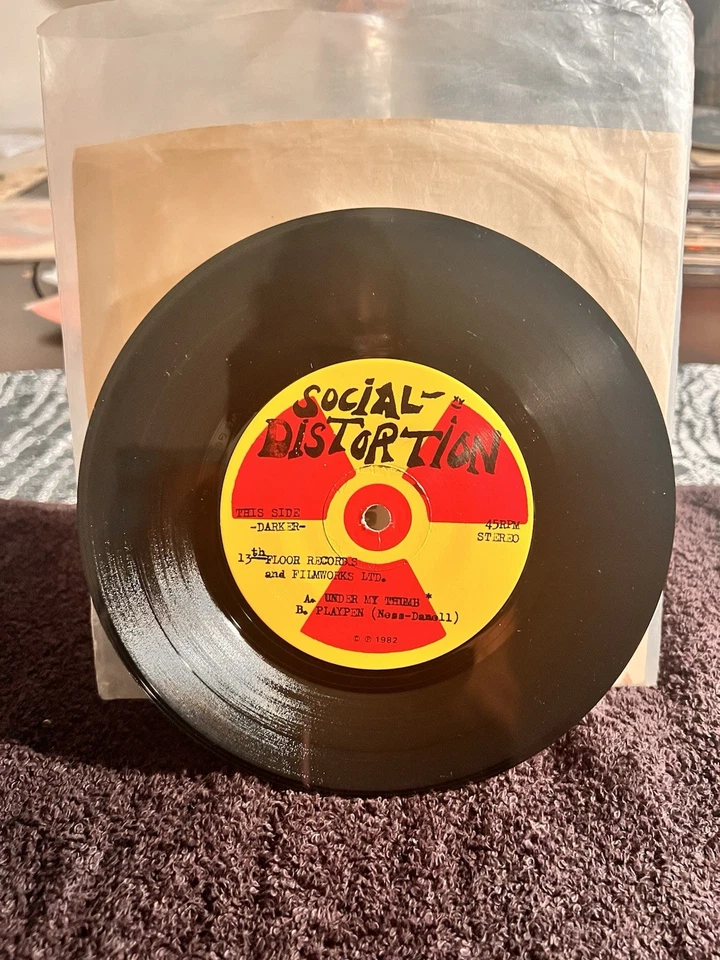 SOCIAL-
DISTORTION
THIS SIDE
-DARKER-
45RPM
STEREO
13th FLOOR RECORDS
and FILMWORKS LTD.
A. UNDER MY THUMB*
B. PLAYPEN (Ness-Danell)
© ℗ 1982